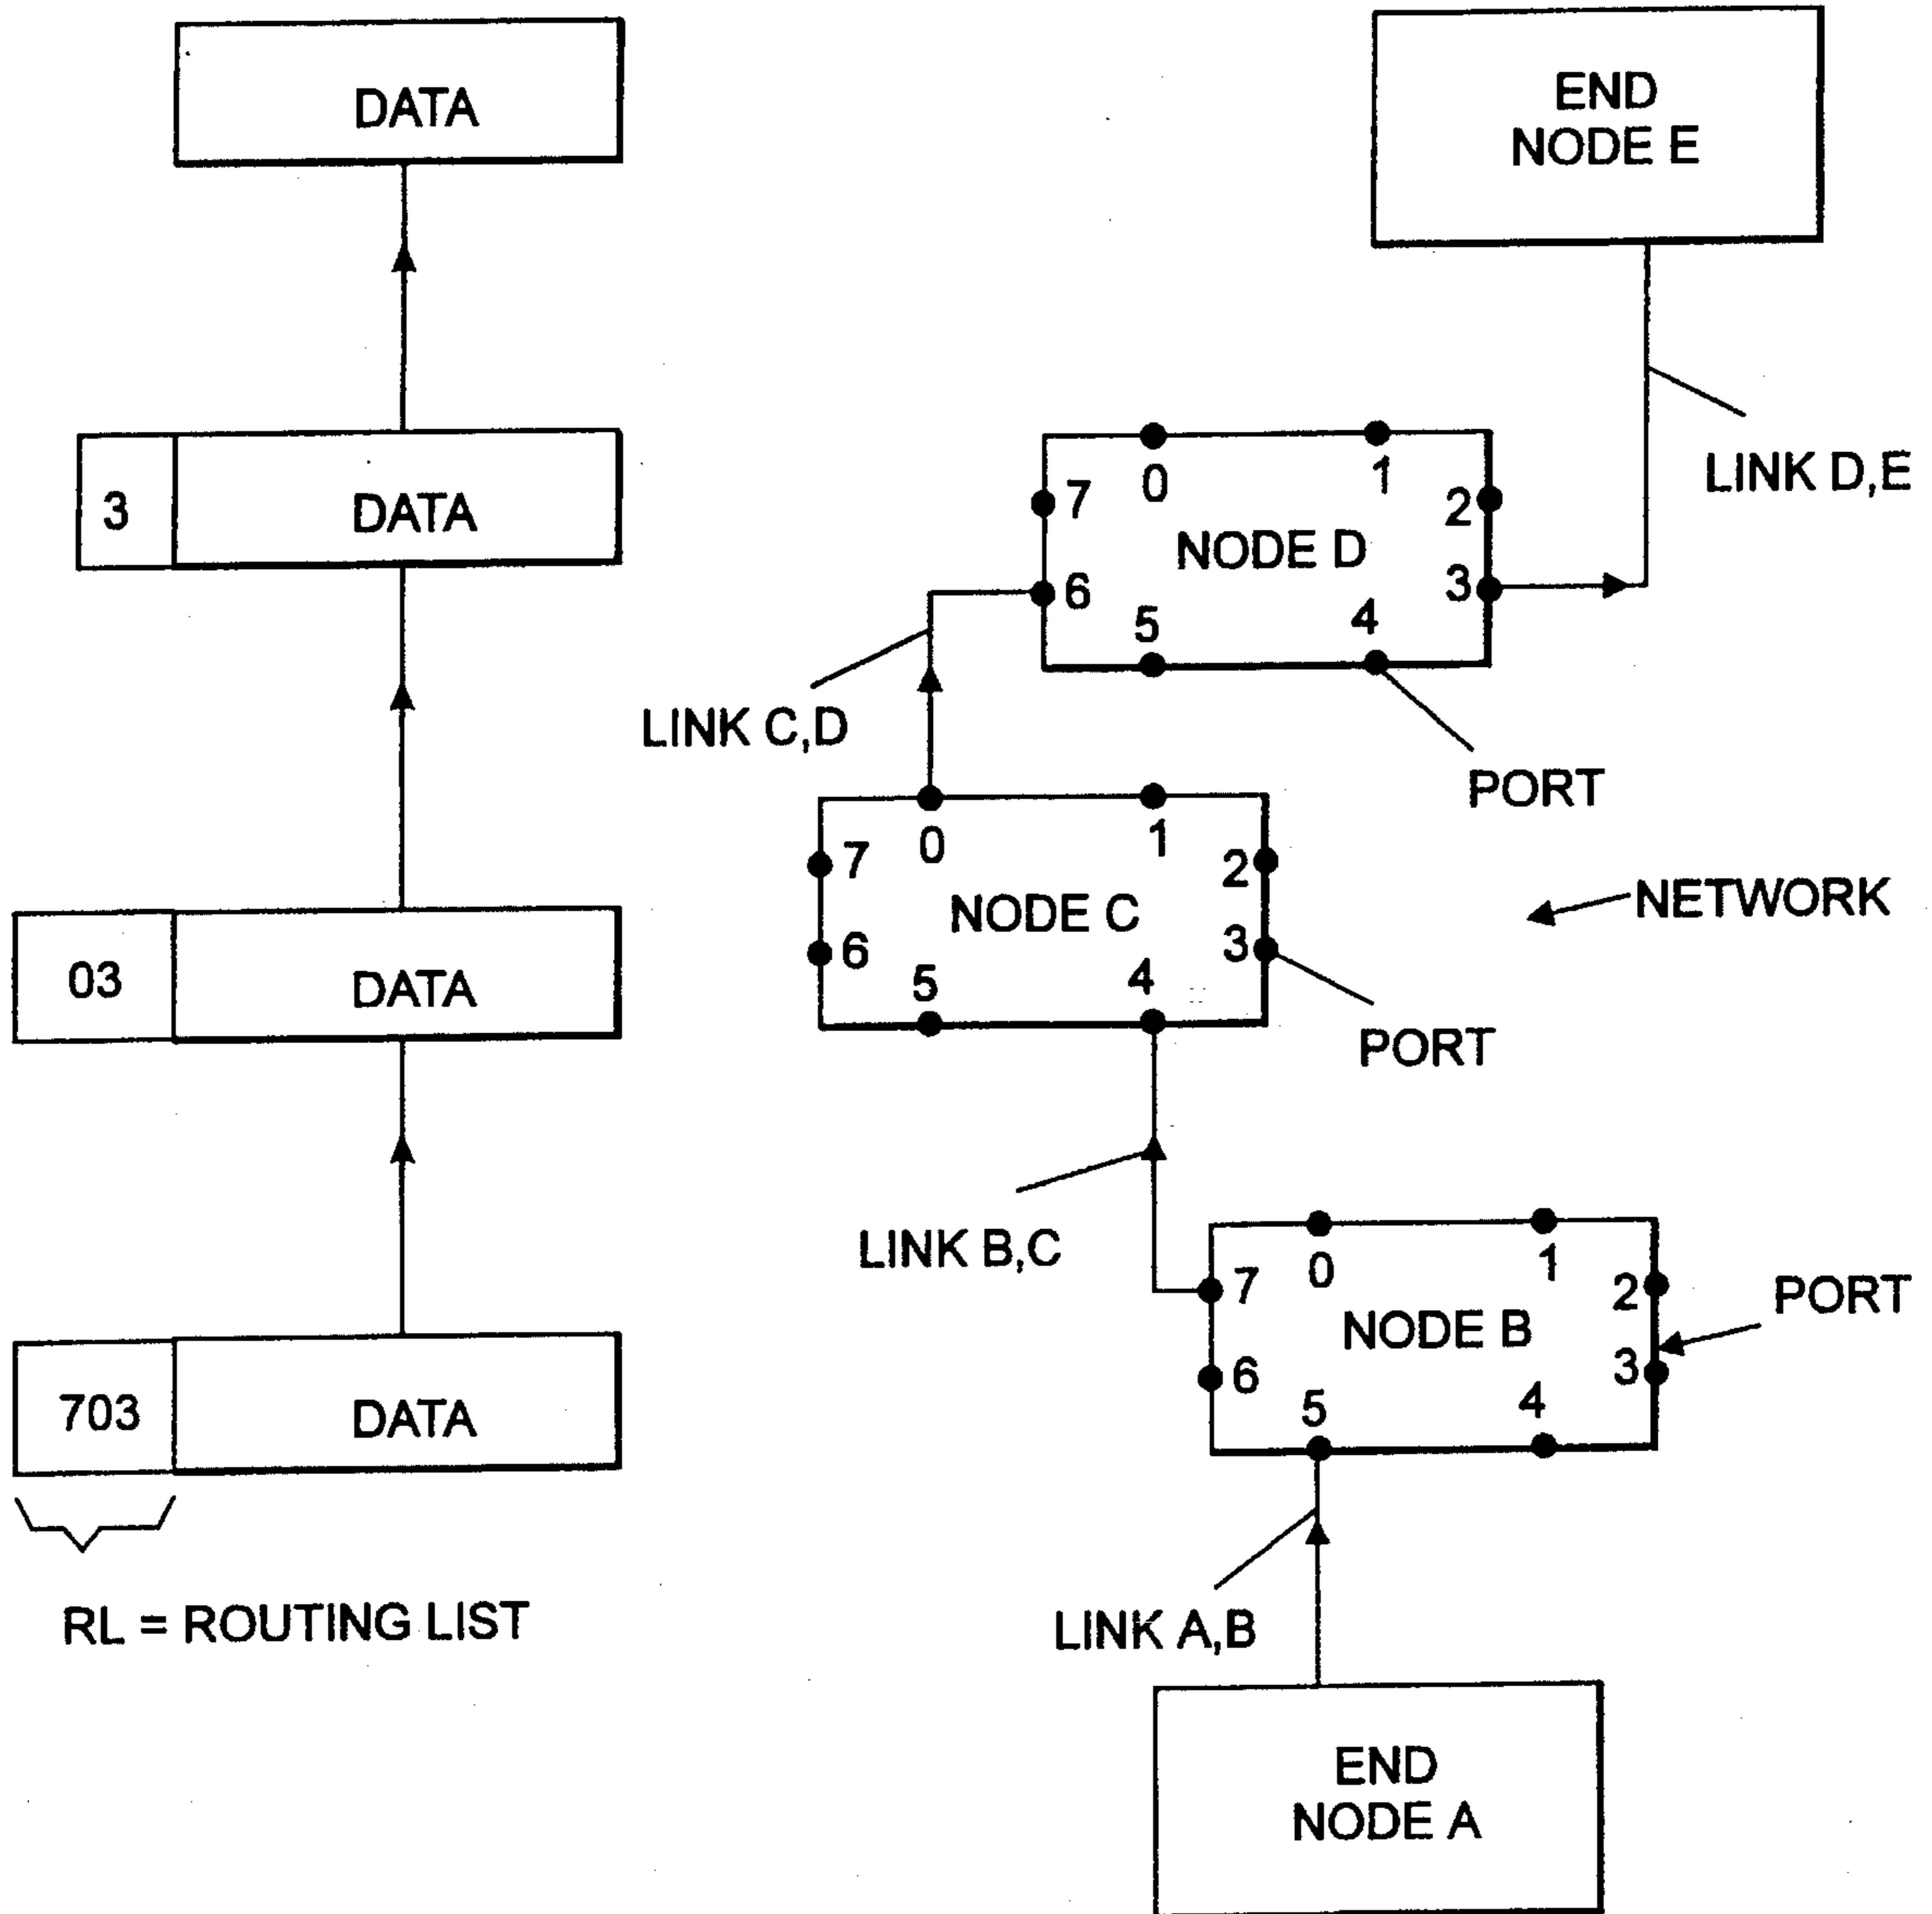 DATA
3
DATA
03
DATA
703
DATA
RL = ROUTING LIST
END
NODE E
LINK D,E
0
1
7
2
NODE D
6
3
5
4
LINK C,D
PORT
0
1
7
2
NODE C
6
3
5
4
NETWORK
PORT
LINK B,C
0
1
7
2
NODE B
PORT
6
3
5
4
LINK A,B
END
NODE A